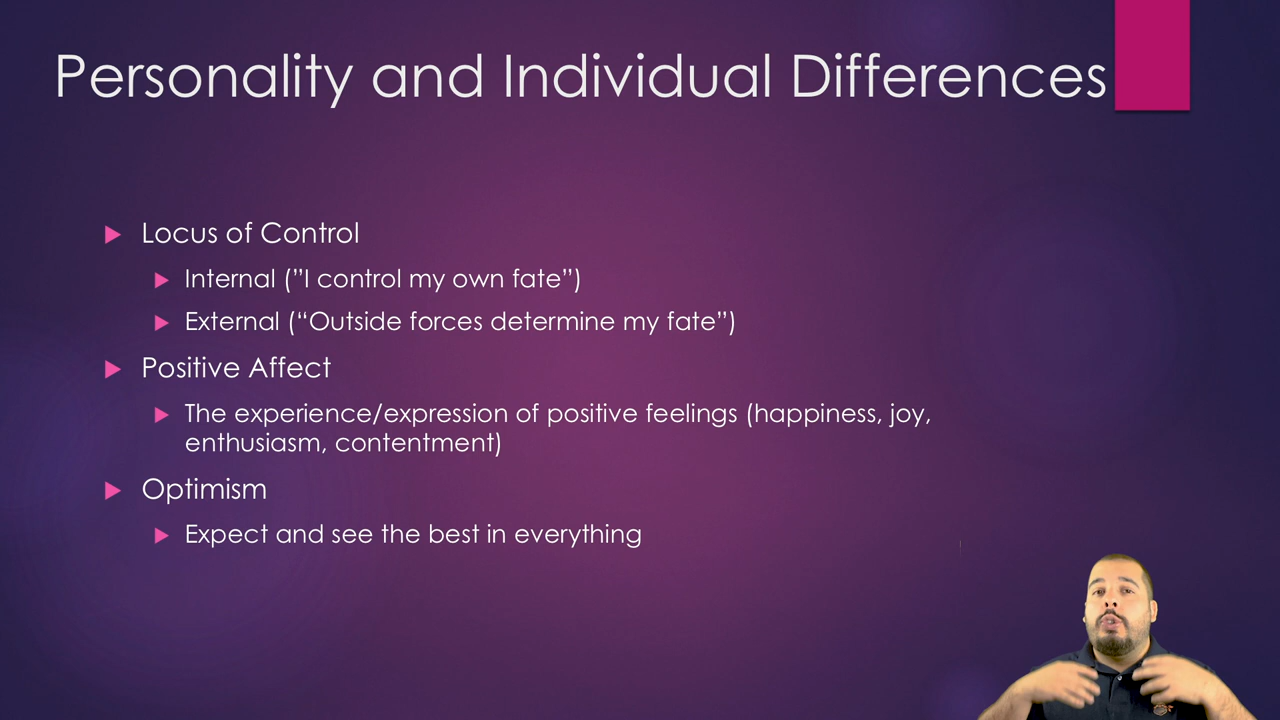 Personality and Individual Differences
Locus of Control
Internal (”I control my own fate”)
External (“Outside forces determine my fate”)
Positive Affect
The experience/expression of positive feelings (happiness, joy,
enthusiasm, contentment)
Optimism
Expect and see the best in everything